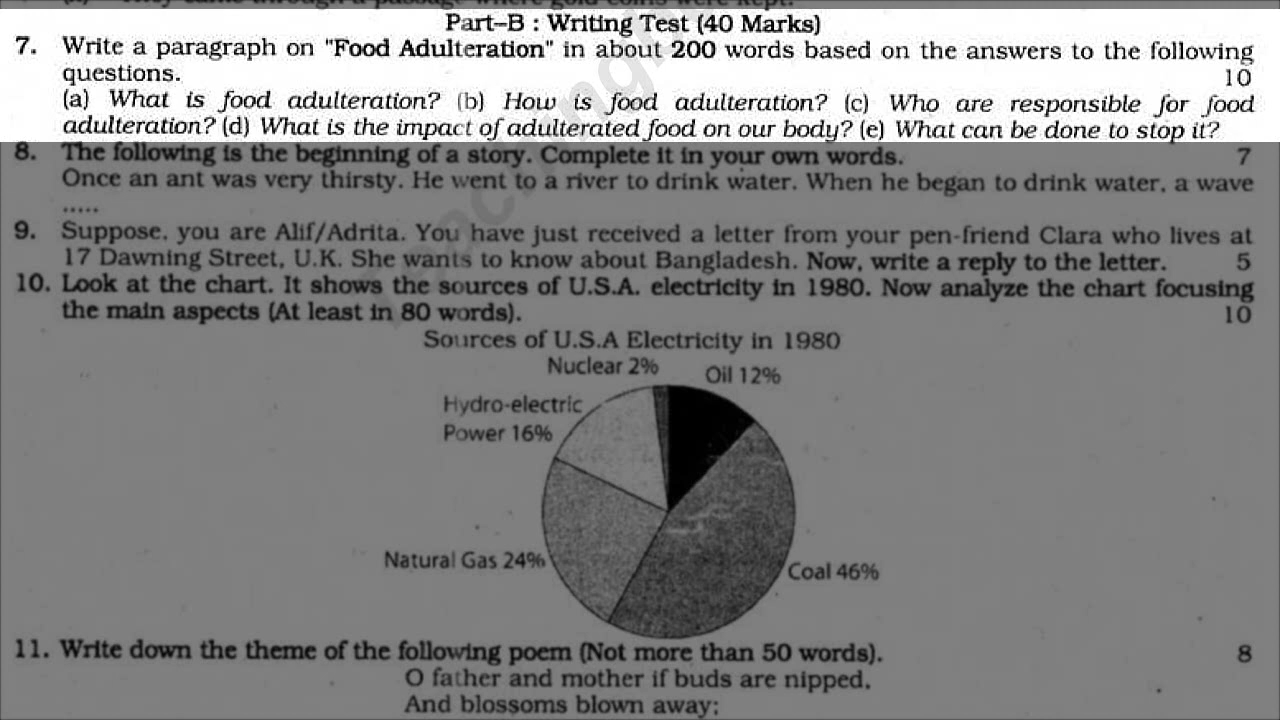 Part–B : Writing Test (40 Marks)
7. Write a paragraph on "Food Adulteration" in about 200 words based on the answers to the following
questions. 10
(a) What is food adulteration? (b) How is food adulteration? (c) Who are responsible for food
adulteration? (d) What is the impact of adulterated food on our body? (e) What can be done to stop it?
8. The following is the beginning of a story. Complete it in your own words. 7
Once an ant was very thirsty. He went to a river to drink water. When he began to drink water, a wave
.....
9. Suppose, you are Alif/Adrita. You have just received a letter from your pen-friend Clara who lives at
17 Dawning Street, U.K. She wants to know about Bangladesh. Now, write a reply to the letter. 5
10. Look at the chart. It shows the sources of U.S.A. electricity in 1980. Now analyze the chart focusing
the main aspects (At least in 80 words). 10
Sources of U.S.A Electricity in 1980
Nuclear 2%
Oil 12%
Hydro-electric
Power 16%
Natural Gas 24%
Coal 46%
11. Write down the theme of the following poem (Not more than 50 words). 8
O father and mother if buds are nipped,
And blossoms blown away;